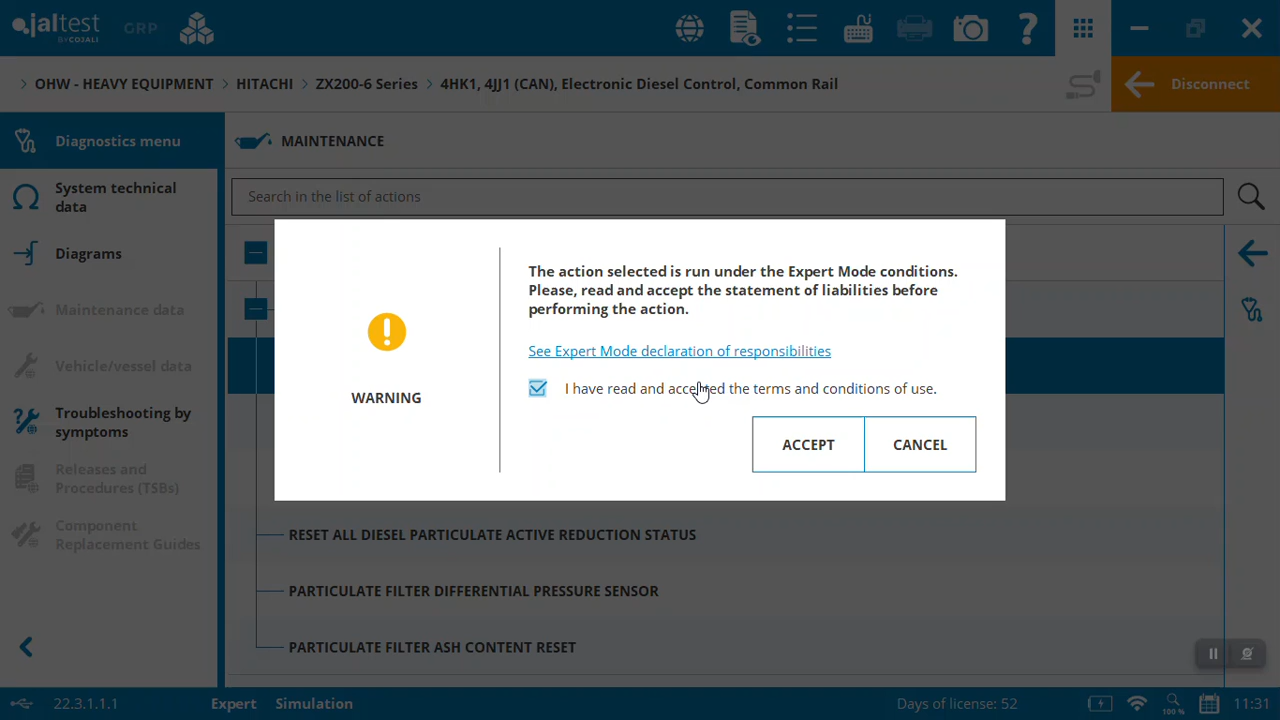 jaltest
BY COJALI
GRP
?
> OHW - HEAVY EQUIPMENT > HITACHI > ZX200-6 Series > 4HK1, 4JJ1 (CAN), Electronic Diesel Control, Common Rail
Disconnect
Diagnostics menu
MAINTENANCE
System technical
data
Search in the list of actions
Diagrams
Maintenance data
Vehicle/vessel data
Troubleshooting by
symptoms
Releases and
Procedures (TSBs)
Component
Replacement Guides
WARNING
The action selected is run under the Expert Mode conditions.
Please, read and accept the statement of liabilities before
performing the action.
See Expert Mode declaration of responsibilities
I have read and accepted the terms and conditions of use.
ACCEPT
CANCEL
RESET ALL DIESEL PARTICULATE ACTIVE REDUCTION STATUS
PARTICULATE FILTER DIFFERENTIAL PRESSURE SENSOR
PARTICULATE FILTER ASH CONTENT RESET
22.3.1.1.1
Expert
Simulation
Days of license: 52
100 %
11:31